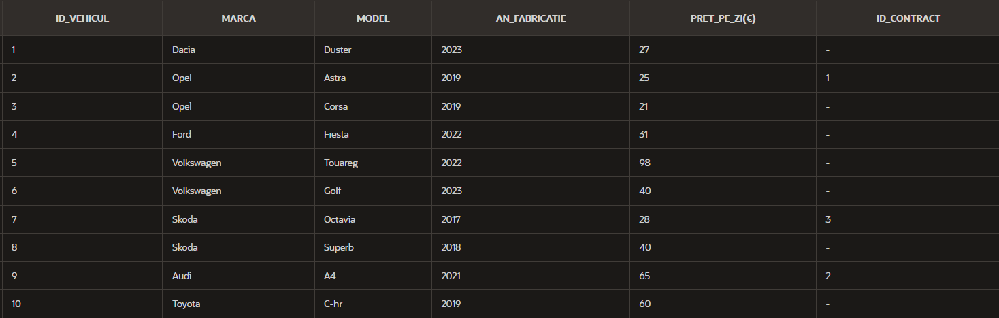 ID_VEHICUL MARCA MODEL AN_FABRICATIE PRET_PE_ZI(€) ID_CONTRACT
1 Dacia Duster 2023 27 -
2 Opel Astra 2019 25 1
3 Opel Corsa 2019 21 -
4 Ford Fiesta 2022 31 -
5 Volkswagen Touareg 2022 98 -
6 Volkswagen Golf 2023 40 -
7 Skoda Octavia 2017 28 3
8 Skoda Superb 2018 40 -
9 Audi A4 2021 65 2
10 Toyota C-hr 2019 60 -